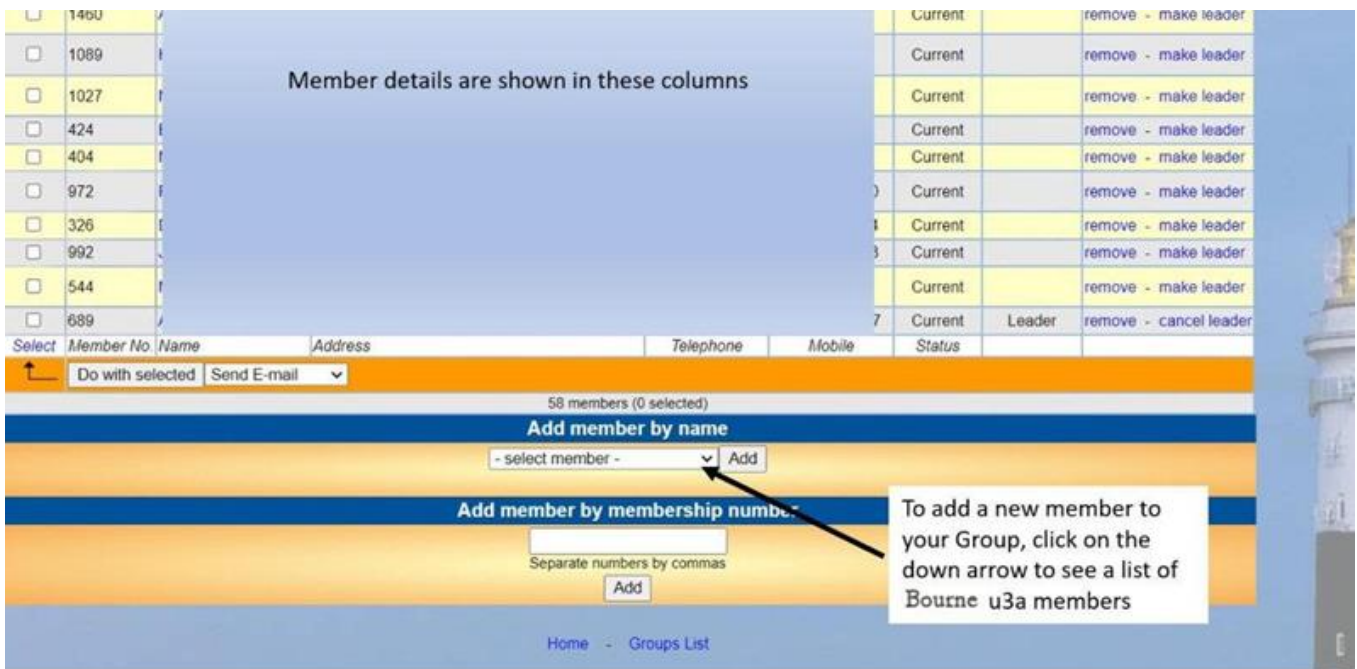 1460 Current remove - make leader
1089 Current remove - make leader
Member details are shown in these columns
1027 Current remove - make leader
424 Current remove - make leader
404 Current remove - make leader
972 Current remove - make leader
326 Current remove - make leader
992 Current remove - make leader
544 Current remove - make leader
689 7 Current Leader remove - cancel leader
Select Member No Name Address Telephone Mobile Status
Do with selected Send E-mail
58 members (0 selected)
Add member by name
- select member - Add
Add member by membership number
Separate numbers by commas
Add
To add a new member to
your Group, click on the
down arrow to see a list of
Bourne u3a members
Home - Groups List